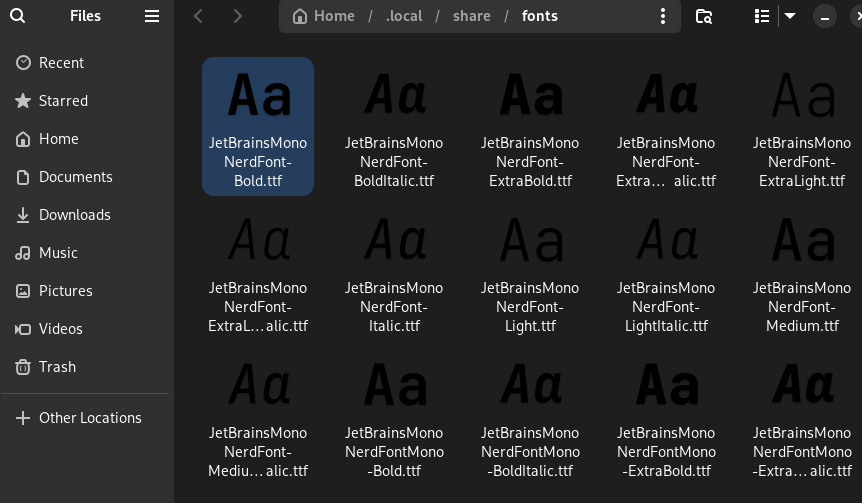 Files
Home / .local / share / fonts
Recent
Starred
Home
Documents
Downloads
Music
Pictures
Videos
Trash
Other Locations
Aa
JetBrainsMono
NerdFont-
Bold.ttf
Aa
JetBrainsMono
NerdFont-
BoldItalic.ttf
Aa
JetBrainsMono
NerdFont-
ExtraBold.ttf
Aa
JetBrainsMono
NerdFont-
Extra… alic.ttf
Aa
JetBrainsMono
NerdFont-
ExtraLight.ttf
Aa
JetBrainsMono
NerdFont-
ExtraL…alic.ttf
Aa
JetBrainsMono
NerdFont-
Italic.ttf
Aa
JetBrainsMono
NerdFont-
Light.ttf
Aa
JetBrainsMono
NerdFont-
LightItalic.ttf
Aa
JetBrainsMono
NerdFont-
Medium.ttf
Aa
JetBrainsMono
NerdFont-
Mediu…alic.ttf
Aa
JetBrainsMono
NerdFontMono
-Bold.ttf
Aa
JetBrainsMono
NerdFontMono
-BoldItalic.ttf
Aa
JetBrainsMono
NerdFontMono
-ExtraBold.ttf
Aa
JetBrainsMono
NerdFontMono
-Extra…alic.ttf